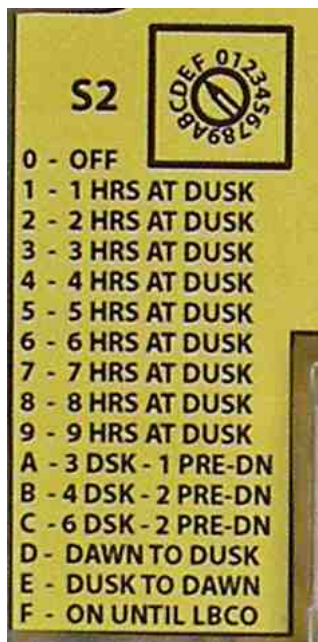 S2
0123456789ABCDEF
0 - OFF
1 - 1 HRS AT DUSK
2 - 2 HRS AT DUSK
3 - 3 HRS AT DUSK
4 - 4 HRS AT DUSK
5 - 5 HRS AT DUSK
6 - 6 HRS AT DUSK
7 - 7 HRS AT DUSK
8 - 8 HRS AT DUSK
9 - 9 HRS AT DUSK
A - 3 DSK - 1 PRE-DN
B - 4 DSK - 2 PRE-DN
C - 6 DSK - 2 PRE-DN
D - DAWN TO DUSK
E - DUSK TO DAWN
F - ON UNTIL LBCO